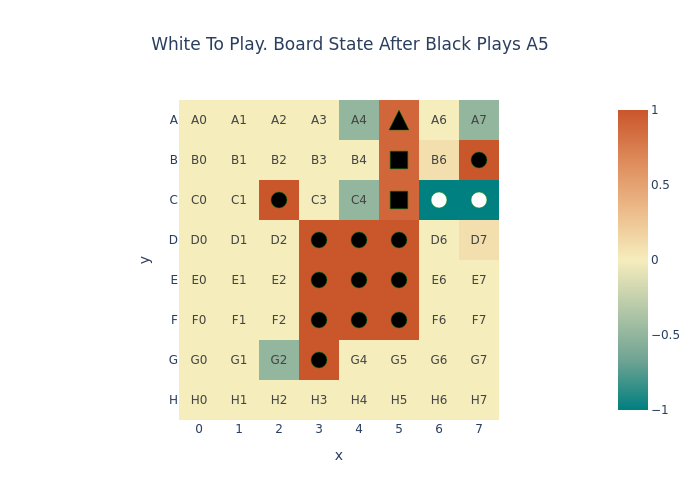 White To Play. Board State After Black Plays A5
A A0 A1 A2 A3 A4 A6 A7
B B0 B1 B2 B3 B4 B6
C C0 C1 C3 C4
D D0 D1 D2 D6 D7
E E0 E1 E2 E6 E7
F F0 F1 F2 F6 F7
G G0 G1 G2 G4 G5 G6 G7
H H0 H1 H2 H3 H4 H5 H6 H7
0 1 2 3 4 5 6 7
x
y
1
0.5
0
−0.5
−1